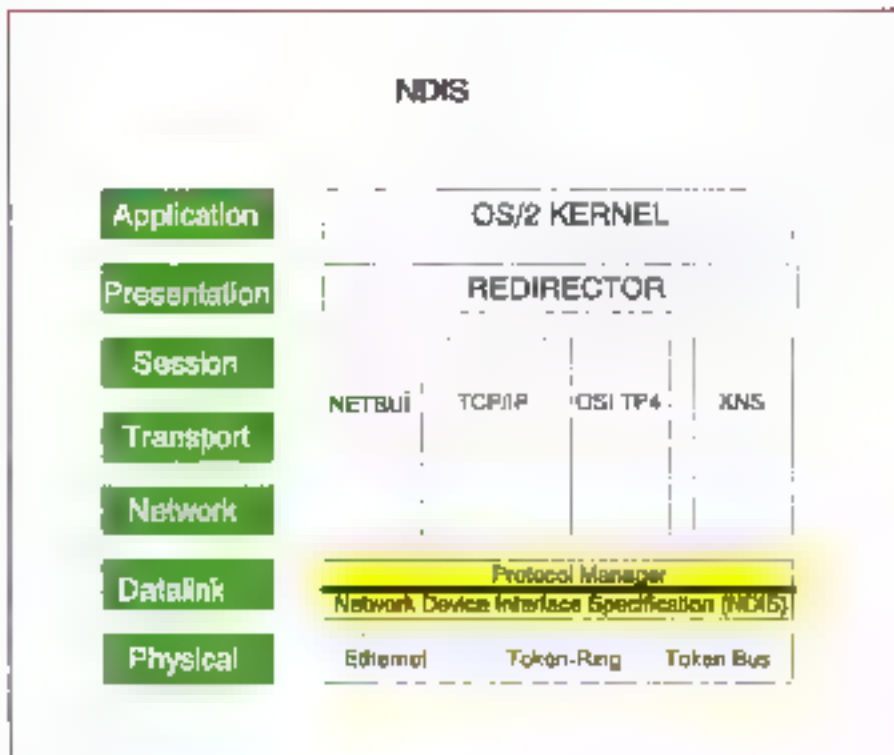 NDIS
Application
OS/2 KERNEL
Presentation
REDIRECTOR
Session
NETBUI TCP/IP OSI TP4 XNS
Transport
Network
Datalink
Protocol Manager
Network Device Interface Specification (NDIS)
Physical
Ethernet Token-Ring Token Bus